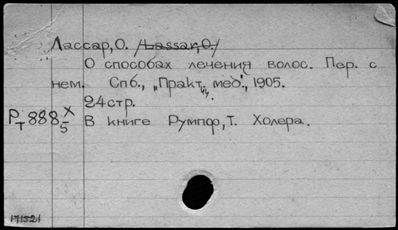 Лассар, О. /Lassar, O./
О способах лечения волос. Пер. с
нем. Спб., „Практ. мед.", 1905.
24 стр.
Рт 888 х/5 В книге Румпф, Т. Холера.
171521